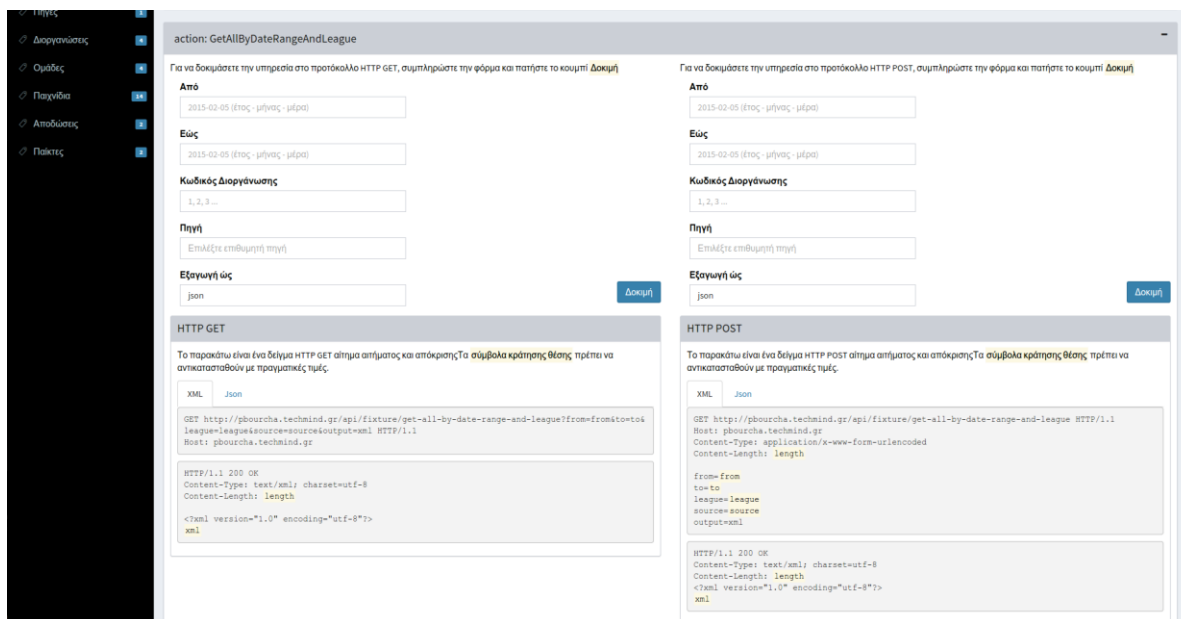 Πηγές 1
Διοργανώσεις 4
Ομάδες 4
Παιχνίδια 14
Αποδώσεις 3
Παίκτες 2
action: GetAllByDateRangeAndLeague
Για να δοκιμάσετε την υπηρεσία στο προτόκολλο HTTP GET, συμπληρώστε την φόρμα και πατήστε το κουμπί Δοκιμή
Από
2015-02-05 (έτος - μήνας - μέρα)
Εώς
2015-02-05 (έτος - μήνας - μέρα)
Κωδικός Διοργάνωσης
1, 2, 3 ...
Πηγή
Επιλέξτε επιθυμητή πηγή
Εξαγωγή ώς
json
Δοκιμή
HTTP GET
Το παρακάτω είναι ένα δείγμα HTTP GET αίτημα αιτήματος και απόκρισηςΤα σύμβολα κράτησης θέσης πρέπει να
αντικατασταθούν με πραγματικές τιμές.
XML Json
GET http://pbourcha.techmind.gr/api/fixture/get-all-by-date-range-and-league?from=from&to=to&
league=league&source=source&output=xml HTTP/1.1
Host: pbourcha.techmind.gr
HTTP/1.1 200 OK
Content-Type: text/xml; charset=utf-8
Content-Length: length
<?xml version="1.0" encoding="utf-8"?>
xml
Για να δοκιμάσετε την υπηρεσία στο προτόκολλο HTTP POST, συμπληρώστε την φόρμα και πατήστε το κουμπί Δοκιμή
Από
2015-02-05 (έτος - μήνας - μέρα)
Εώς
2015-02-05 (έτος - μήνας - μέρα)
Κωδικός Διοργάνωσης
1, 2, 3 ...
Πηγή
Επιλέξτε επιθυμητή πηγή
Εξαγωγή ώς
json
Δοκιμή
HTTP POST
Το παρακάτω είναι ένα δείγμα HTTP POST αίτημα αιτήματος και απόκρισηςΤα σύμβολα κράτησης θέσης πρέπει να
αντικατασταθούν με πραγματικές τιμές.
XML Json
GET http://pbourcha.techmind.gr/api/fixture/get-all-by-date-range-and-league HTTP/1.1
Host: pbourcha.techmind.gr
Content-Type: application/x-www-form-urlencoded
Content-Length: length
from=from
to=to
league=league
source=source
output=xml
HTTP/1.1 200 OK
Content-Type: text/xml; charset=utf-8
Content-Length: length
<?xml version="1.0" encoding="utf-8"?>
xml